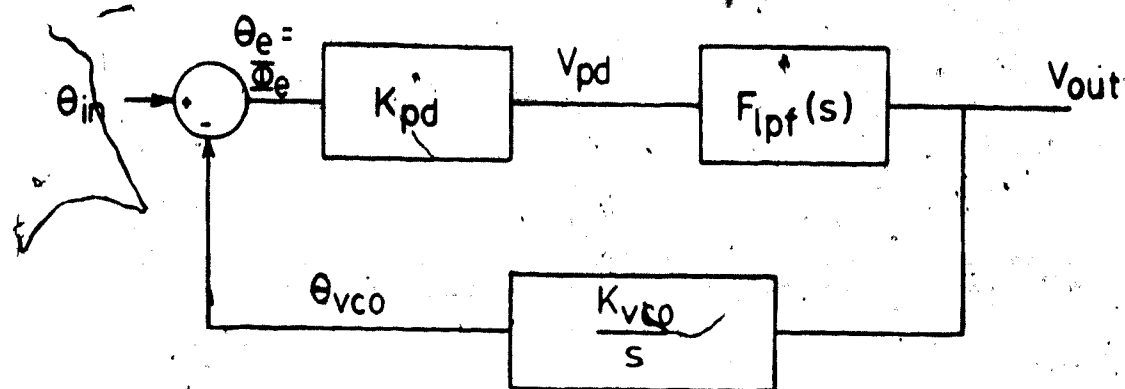 θe =
Φe
θin
+
-
Kpd
Vpd
Flpf(s)
Vout
θvco
Kvco
s